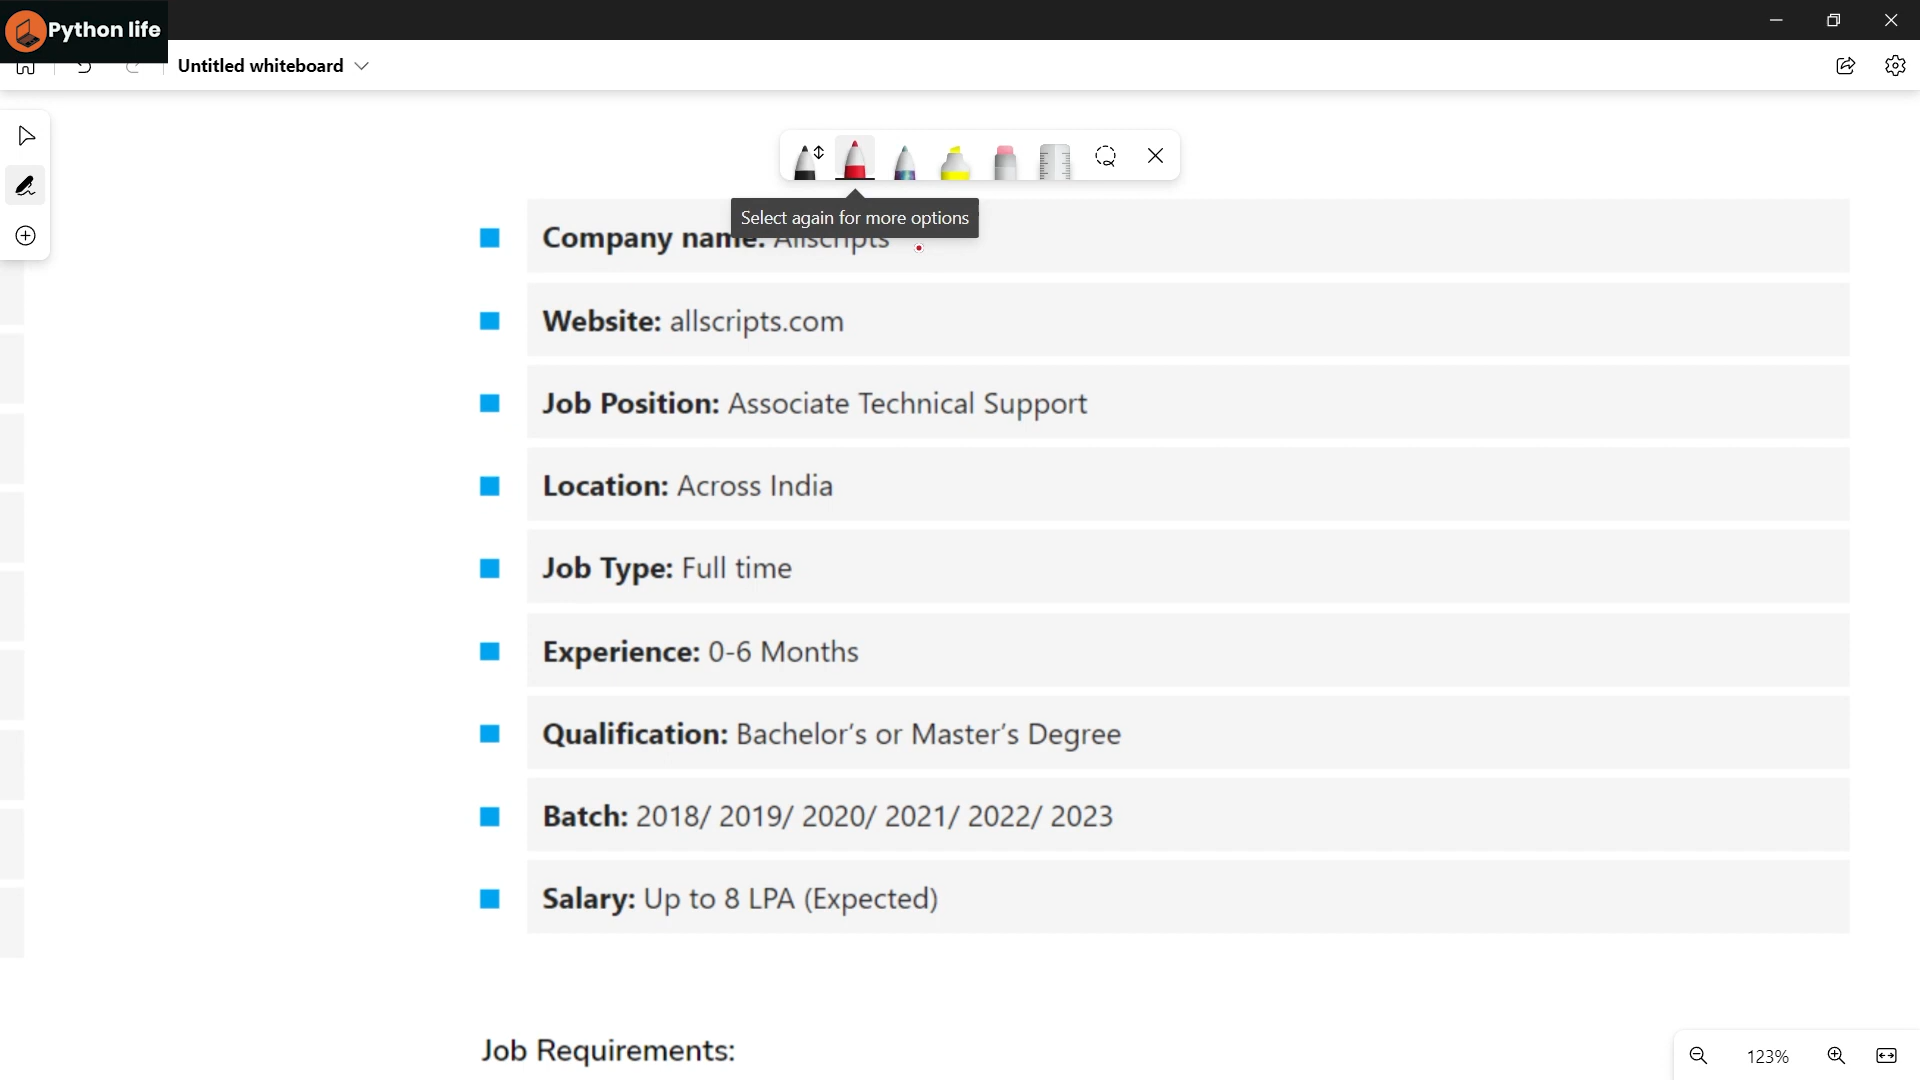 Python life
Untitled whiteboard
Select again for more options
Company name: Allscripts
Website: allscripts.com
Job Position: Associate Technical Support
Location: Across India
Job Type: Full time
Experience: 0-6 Months
Qualification: Bachelor's or Master's Degree
Batch: 2018/ 2019/ 2020/ 2021/ 2022/ 2023
Salary: Up to 8 LPA (Expected)
Job Requirements:
123%